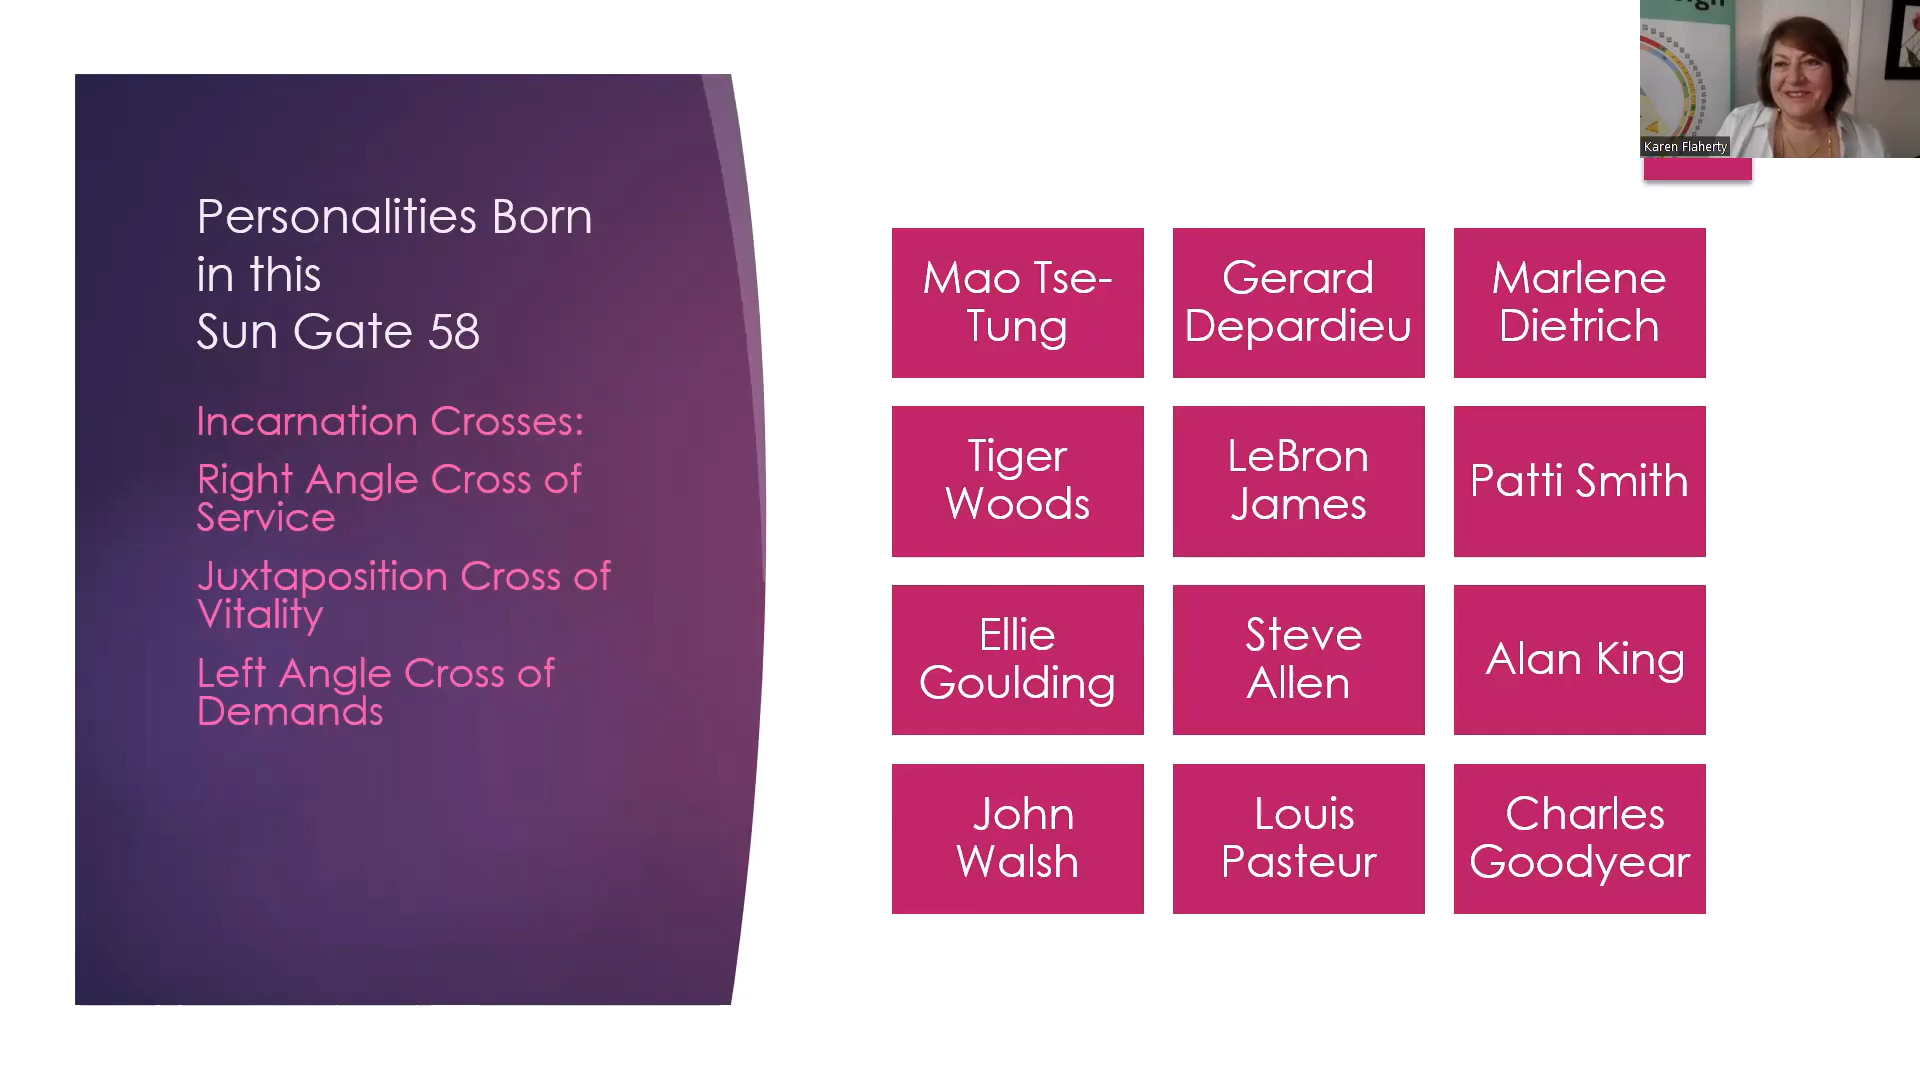 Personalities Born
in this
Sun Gate 58
Incarnation Crosses:
Right Angle Cross of
Service
Juxtaposition Cross of
Vitality
Left Angle Cross of
Demands
Mao Tse-
Tung
Gerard
Depardieu
Marlene
Dietrich
Tiger
Woods
LeBron
James
Patti Smith
Ellie
Goulding
Steve
Allen
Alan King
John
Walsh
Louis
Pasteur
Charles
Goodyear
Karen Flaherty